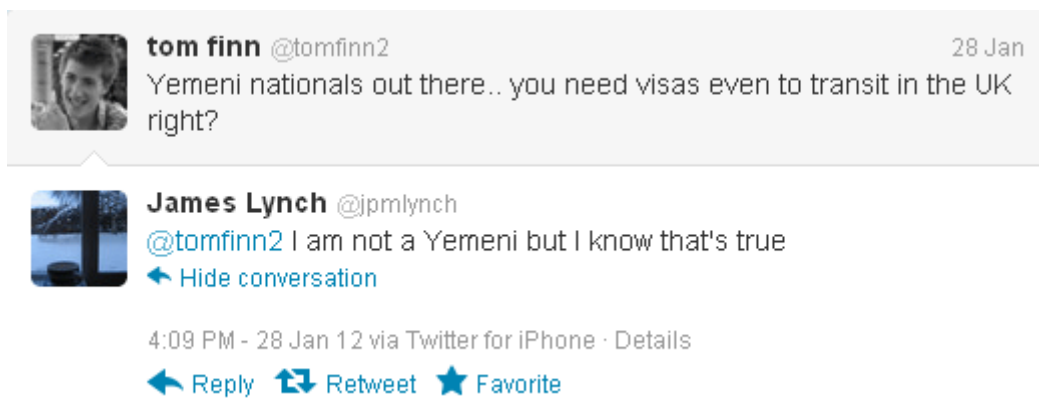 tom finn @tomfinn2 28 Jan
Yemeni nationals out there.. you need visas even to transit in the UK
right?
James Lynch @jpmlynch
@tomfinn2 I am not a Yemeni but I know that's true
Hide conversation
4:09 PM - 28 Jan 12 via Twitter for iPhone · Details
Reply Retweet Favorite